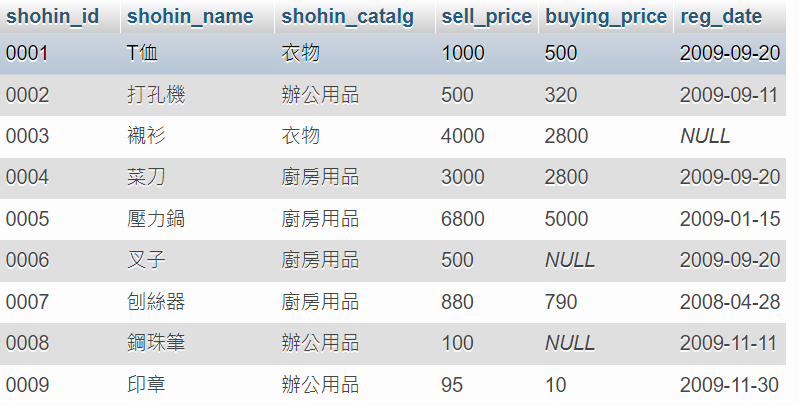 shohin_id shohin_name shohin_catalg sell_price buying_price reg_date
0001 T恤 衣物 1000 500 2009-09-20
0002 打孔機 辦公用品 500 320 2009-09-11
0003 襯衫 衣物 4000 2800 NULL
0004 菜刀 廚房用品 3000 2800 2009-09-20
0005 壓力鍋 廚房用品 6800 5000 2009-01-15
0006 叉子 廚房用品 500 NULL 2009-09-20
0007 刨絲器 廚房用品 880 790 2008-04-28
0008 鋼珠筆 辦公用品 100 NULL 2009-11-11
0009 印章 辦公用品 95 10 2009-11-30